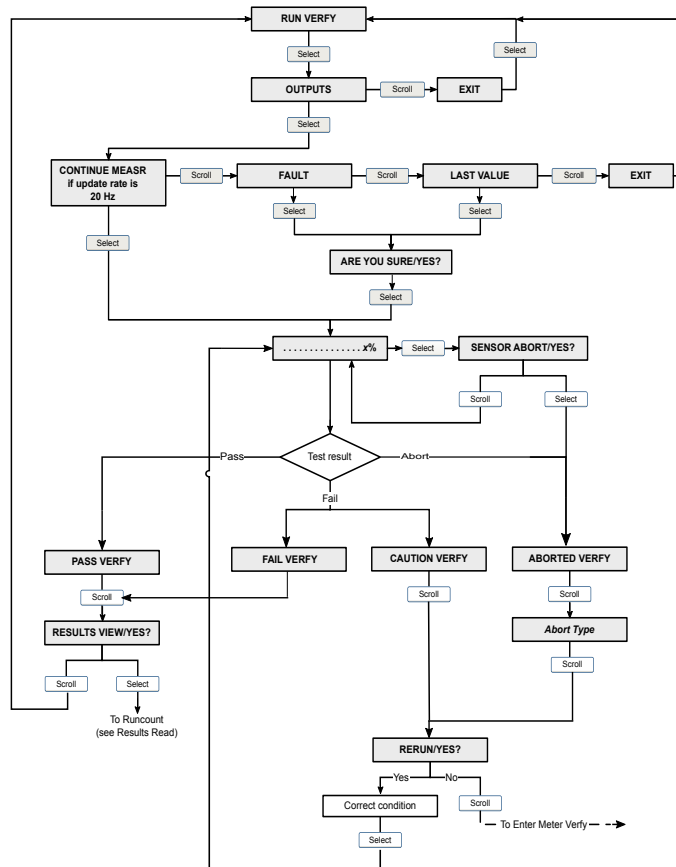 RUN VERFY
Select
Select
OUTPUTS
Scroll
EXIT
Select
CONTINUE MEASR
if update rate is
20 Hz
Scroll
FAULT
Scroll
LAST VALUE
Scroll
EXIT
Select
Select
Select
ARE YOU SURE/YES?
Select
. . . . . . . . . . . . . . . x%
Select
SENSOR ABORT/YES?
Scroll
Select
Pass
Test result
Abort
Fail
PASS VERFY
FAIL VERFY
CAUTION VERFY
ABORTED VERFY
Scroll
Scroll
Scroll
RESULTS VIEW/YES?
Abort Type
Scroll
Select
Scroll
To Runcount
(see Results Read)
RERUN/YES?
Yes
No
Correct condition
Scroll
To Enter Meter Verfy
Select